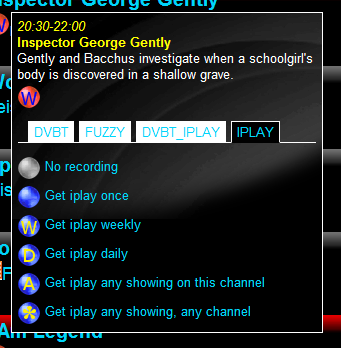 Inspector George Gently
20:30-22:00
Inspector George Gently
Gently and Bacchus investigate when a schoolgirl's
body is discovered in a shallow grave.
W
DVBT FUZZY DVBT_IPLAY IPLAY
No recording
Get iplay once
W Get iplay weekly
D Get iplay daily
A Get iplay any showing on this channel
* Get iplay any showing, any channel
Am Legend